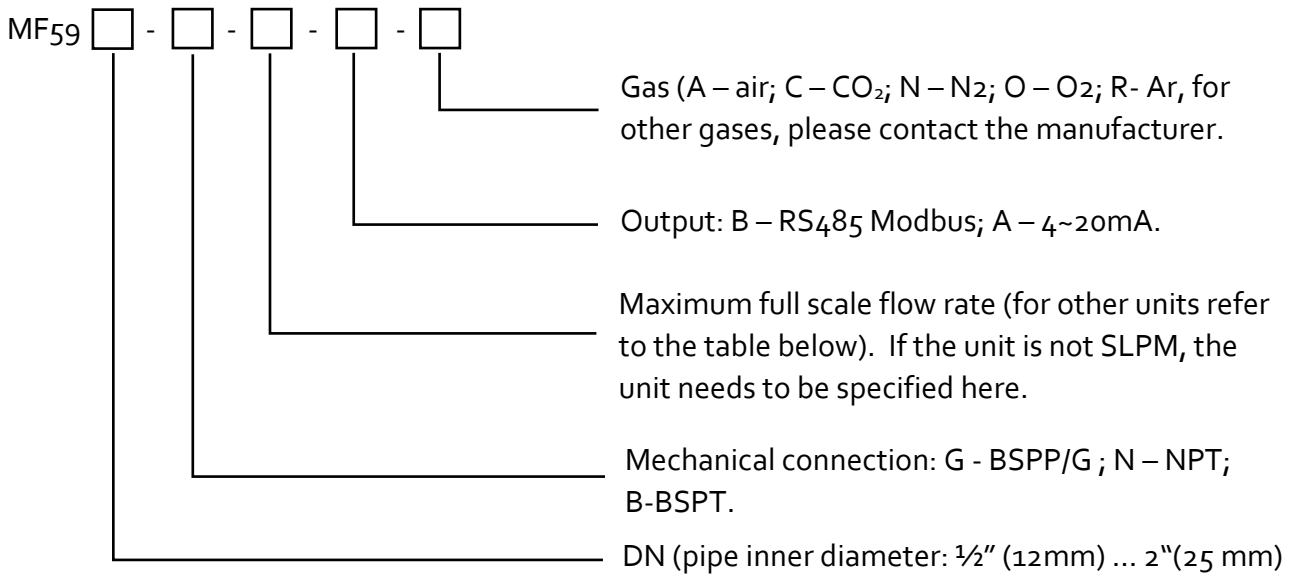 MF59 - - - -
Gas (A – air; C – CO₂; N – N2; O – O2; R- Ar, for
other gases, please contact the manufacturer.
Output: B – RS485 Modbus; A – 4~20mA.
Maximum full scale flow rate (for other units refer
to the table below). If the unit is not SLPM, the
unit needs to be specified here.
Mechanical connection: G - BSPP/G ; N – NPT;
B-BSPT.
DN (pipe inner diameter: ½” (12mm) … 2“(25 mm)